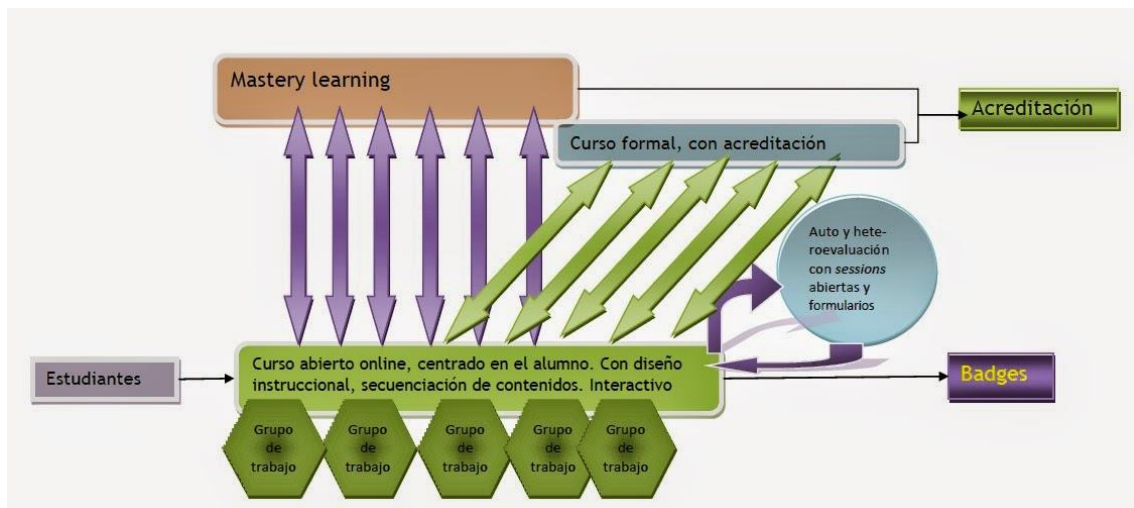 Mastery learning
Acreditación
Curso formal, con acreditación
Auto y hete-
roevaluación
con sessions
abiertas y
formularios
Estudiantes
Curso abierto online, centrado en el alumno. Con diseño
instruccional, secuenciación de contenidos. Interactivo
Badges
Grupo
de
trabajo
Grupo
de
trabajo
Grupo
de
trabajo
Grupo
de
trabajo
Grupo
de
trabajo